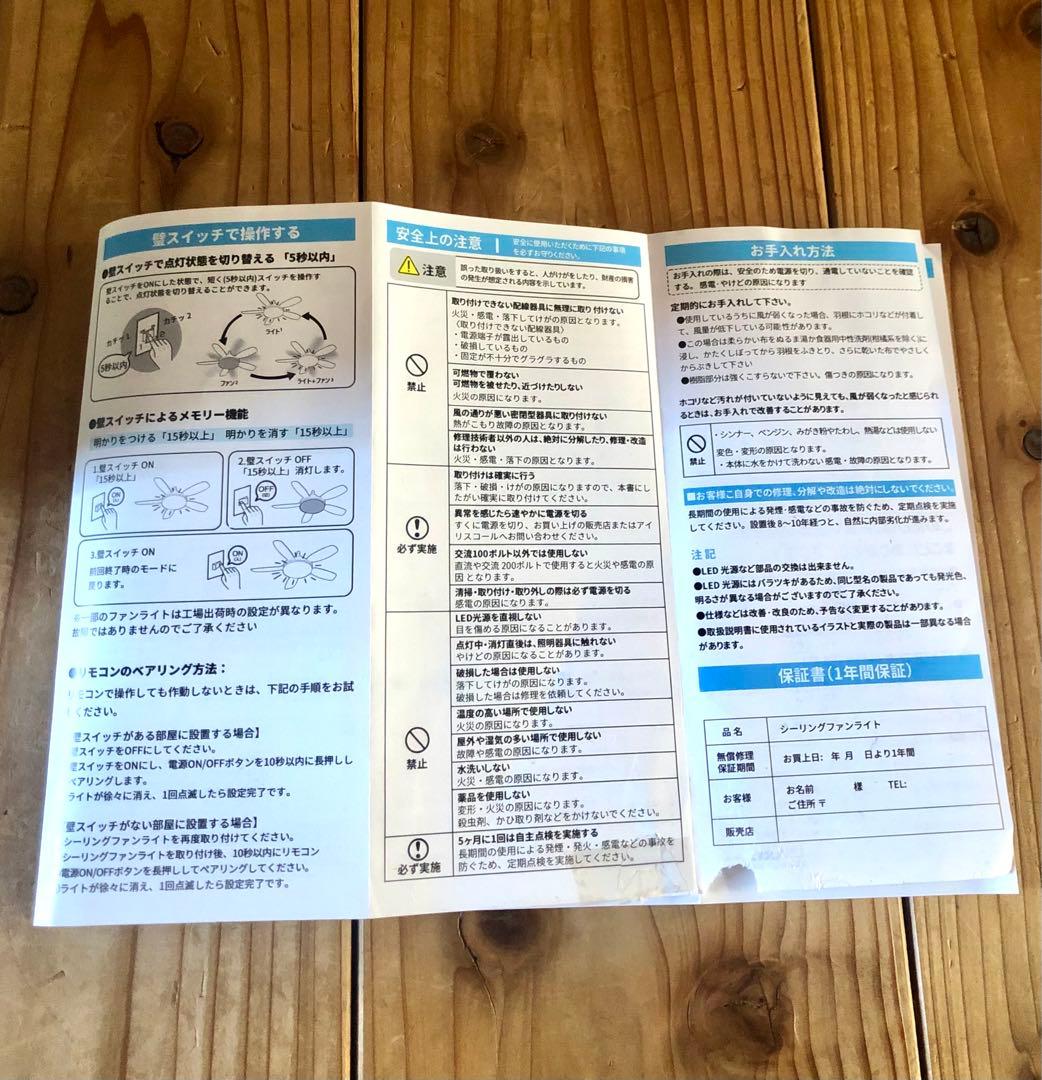 璧スイッチで操作する
●璧スイッチで点灯状態を切り替える 「5秒以内」
璧スイッチをONにした状態で、短く(5秒以内)スイッチを操作す
ることで、点灯状態を切り替えることができます。
カチッ 2
カチッ 1
5秒以内
ライト1
ファン2
ライト+ファン3
●璧スイッチによるメモリー機能
明かりをつける「15秒以上」 明かりを消す「15秒以上」
1.璧スイッチ ON
「15秒以上」
ON
2.璧スイッチ OFF
「15秒以上」消灯します。
OFF
3.璧スイッチ ON
前回終了時のモードに
戻ります。
ON
※一部のファンライトは工場出荷時の設定が異なります。
故障ではありませんのでご了承ください
●リモコンのペアリング方法：
リモコンで操作しても作動しないときは、下記の手順をお試
しください。
璧スイッチがある部屋に設置する場合】
璧スイッチをOFFにしてください。
璧スイッチをONにし、電源ON/OFFボタンを10秒以内に長押しし
ペアリングします。
ライトが徐々に消え、1回点滅したら設定完了です。
璧スイッチがない部屋に設置する場合】
シーリングファンライトを再度取り付けてください。
シーリングファンライトを取り付け後、10秒以内にリモコン
電源ON/OFFボタンを長押ししてペアリングしてください。
ライトが徐々に消え、1回点滅したら設定完了です。
安全上の注意
安全に使用いただくために下記の事項
を必ずお守りください。
注意
誤った取り扱いをすると、人がけがをしたり、財産の損害
の発生が想定される内容を示しています。
禁止
取り付けできない配線器具に無理に取り付けない
火災・感電・落下してけがの原因となります。
〈取り付けできない配線器具〉
・電源端子が露出しているもの
・破損しているもの
・固定が不十分でグラグラするもの
可燃物で覆わない
可燃物を被せたり、近づけたりしない
火災の原因になります。
風の通りが悪い密閉型器具に取り付けない
熱がこもり故障の原因になります。
修理技術者以外の人は、絶対に分解したり、修理・改造
は行わない
火災・感電・落下の原因になります。
必ず実施
取り付けは確実に行う
落下・破損・けがの原因になりますので、本書にし
たがい確実に取り付けてください。
異常を感じたら速やかに電源を切る
すぐに電源を切り、お買い上げの販売店またはアイ
リスコールへお問い合わせください。
交流100ボルト以外では使用しない
直流や交流 200ボルトで使用すると火災や感電の原
因 となります。
清掃・取り付け・取り外しの際は必ず電源を切る
感電の原因になります。
禁止
LED光源を直視しない
目を傷める原因になることがあります。
点灯中・消灯直後は、照明器具に触れない
やけどの原因になることがあります。
破損した場合は使用しない
落下してけがの原因になります。
破損した場合は修理を依頼してください。
温度の高い場所で使用しない
火災の原因になります。
屋外や湿気の多い場所で使用しない
故障や感電の原因になります。
水洗いしない
火災・感電の原因になります。
薬品を使用しない
変形・火災の原因になります。
殺虫剤、かひ取り剤などをかけないでください。
必ず実施
5ヶ月に1回は自主点検を実施する
長期間の使用による発煙・発火・感電などの事故を
防ぐため、定期点検を実施してください。
お手入れ方法
お手入れの際は、安全のため電源を切り、通電していないことを確認
する。感電・やけどの原因になります
定期的にお手入れして下さい。
●使用しているうちに風が弱くなった場合、羽根にホコリなどが付着し
て、風量が低下している可能性があります。
●この場合は柔らかい布をぬるま湯か食器用中性洗剤(柑橘系を除く)に
浸し、かたくしぼってから羽根をふきとり、さらに乾いた布でやさしく
からぶきして下さい
●樹脂部分は強くこすらないで下さい。傷つきの原因になります。
ホコリなど汚れが付いていないように見えても、風が弱くなったと感じられ
るときは、お手入れで改善することがあります。
禁止
・シンナー、ベンジン、みがき粉やたわし、熱湯などは使用しない
変色・変形の原因となります。
・本体に水をかけて洗わない感電・故障の原因となります。
■お客様ご自身での修理、分解や改造は絶対にしないでください。
長期間の使用による発煙・感電などの事故を防ぐため、定期点検を実施
してください。設置後 8〜10年経つと、自然に内部劣化が進みます。
注 記
●LED 光源など部品の交換は出来ません。
●LED 光源にはバラツキがあるため、同じ型名の製品であっても発光色、
明るさが異なる場合がございますのでご了承ください。
●仕様などは改善・改良のため、予告なく変更することがあります。
●取扱説明書に使用されているイラストと実際の製品は一部異なる場合
があります。
保証書(1年間保証)
品 名
シーリングファンライト
無償修理
保証期間
お買上日： 年 月 日より1年間
お客様
お名前 様 TEL:
ご住所 〒
販売店